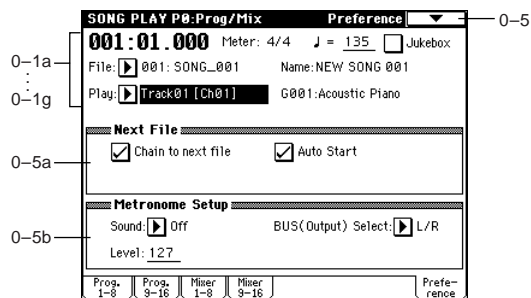 SONG PLAY P0:Prog/Mix Preference
0–5
001:01.000 Meter: 4/4 ♩ = 135 Jukebox
0–1a
File: 001: SONG_001 Name:NEW SONG 001
⋮
0–1g
Play: Track01 [Ch01] G001:Acoustic Piano
Next File
0–5a
Chain to next file Auto Start
Metronome Setup
0–5b
Sound: Off BUS(Output) Select: L/R
Level: 127
Prog. 1–8 Prog. 9–16 Mixer 1–8 Mixer 9–16 Prefe–rence